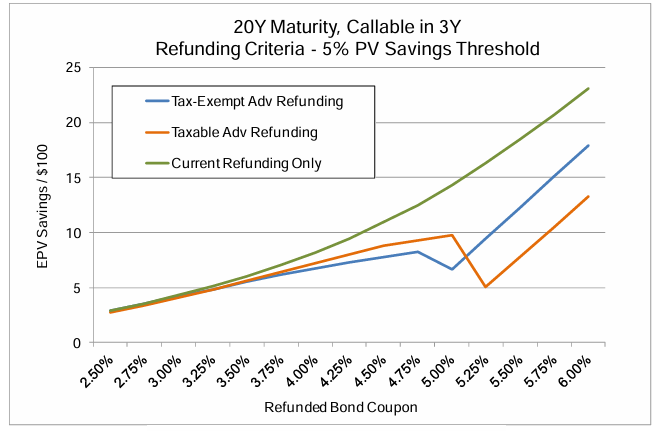 20Y Maturity, Callable in 3Y
Refunding Criteria - 5% PV Savings Threshold
25
20
15
10
5
0
EPV Savings / $100
Tax-Exempt Adv Refunding
Taxable Adv Refunding
Current Refunding Only
2.50% 2.75% 3.00% 3.25% 3.50% 3.75% 4.00% 4.25% 4.50% 4.75% 5.00% 5.25% 5.50% 5.75% 6.00%
Refunded Bond Coupon